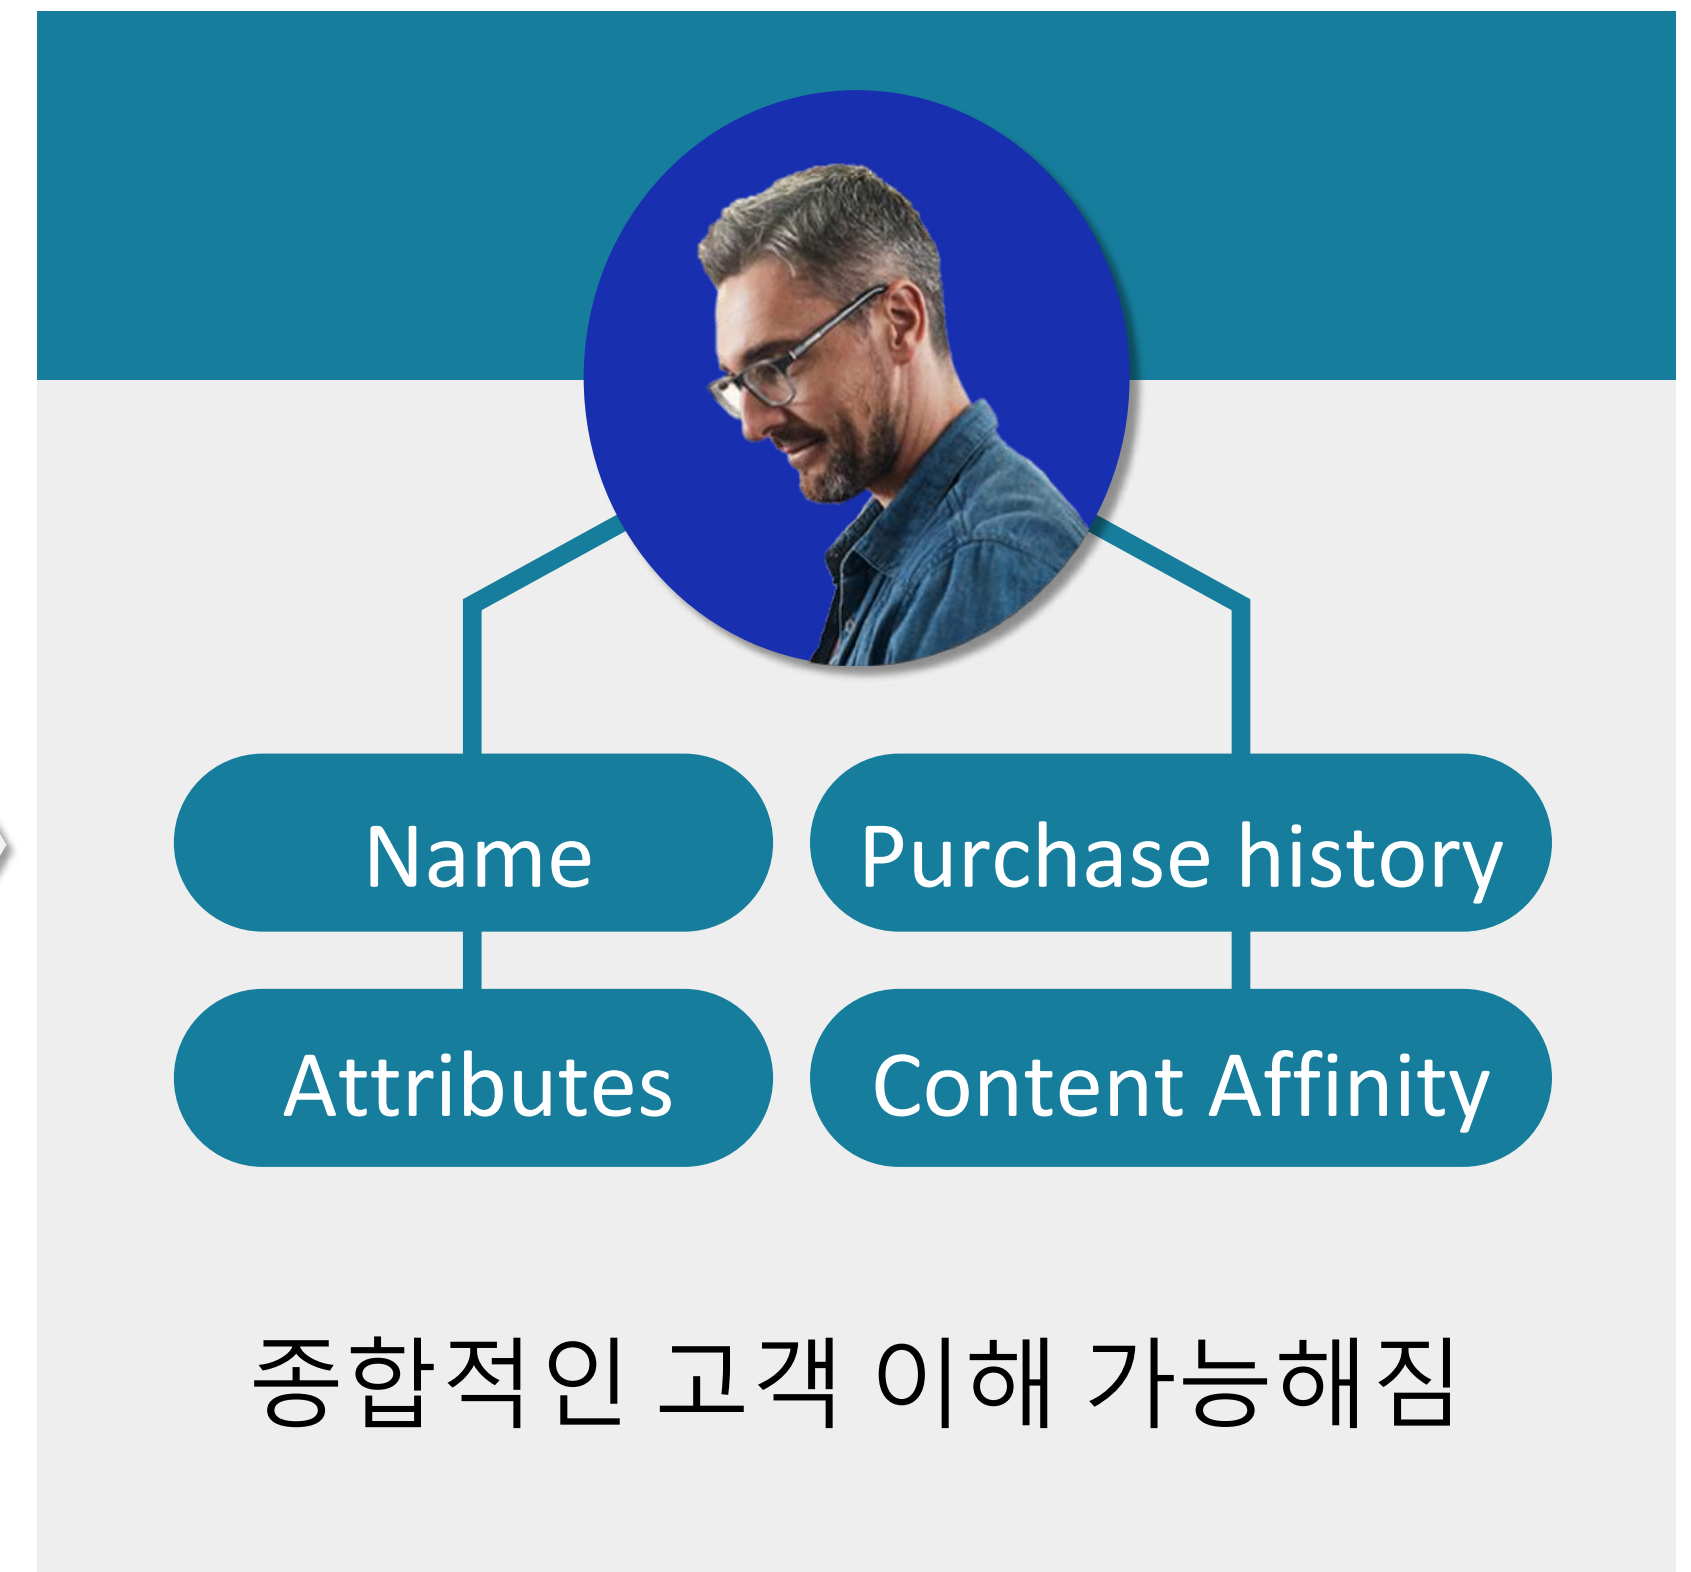 Name
Purchase history
Attributes
Content Affinity
종합적인 고객 이해 가능해짐